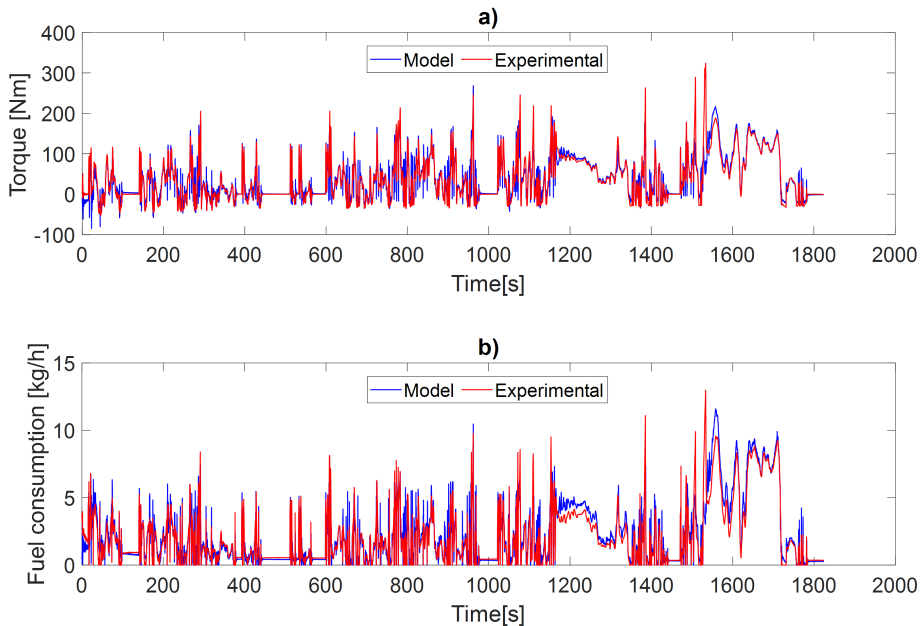 a)
Torque [Nm]
400
300
200
100
0
-100
Model Experimental
0 200 400 600 800 1000 1200 1400 1600 1800 2000
Time[s]
b)
Fuel consumption [kg/h]
15
10
5
0
Model Experimental
0 200 400 600 800 1000 1200 1400 1600 1800 2000
Time[s]